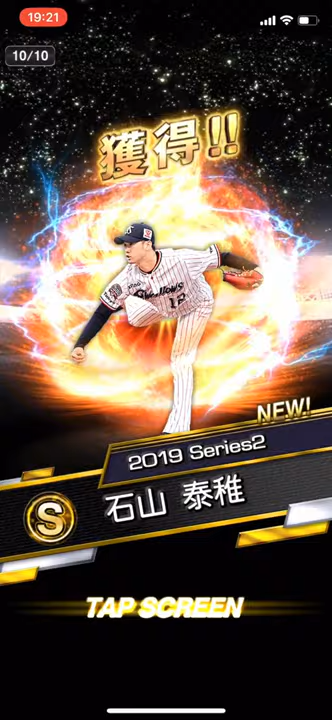 19:21
10/10
獲得!!
Swallows
12
NEW!
2019 Series2
S
石山 泰稚
TAP SCREEN